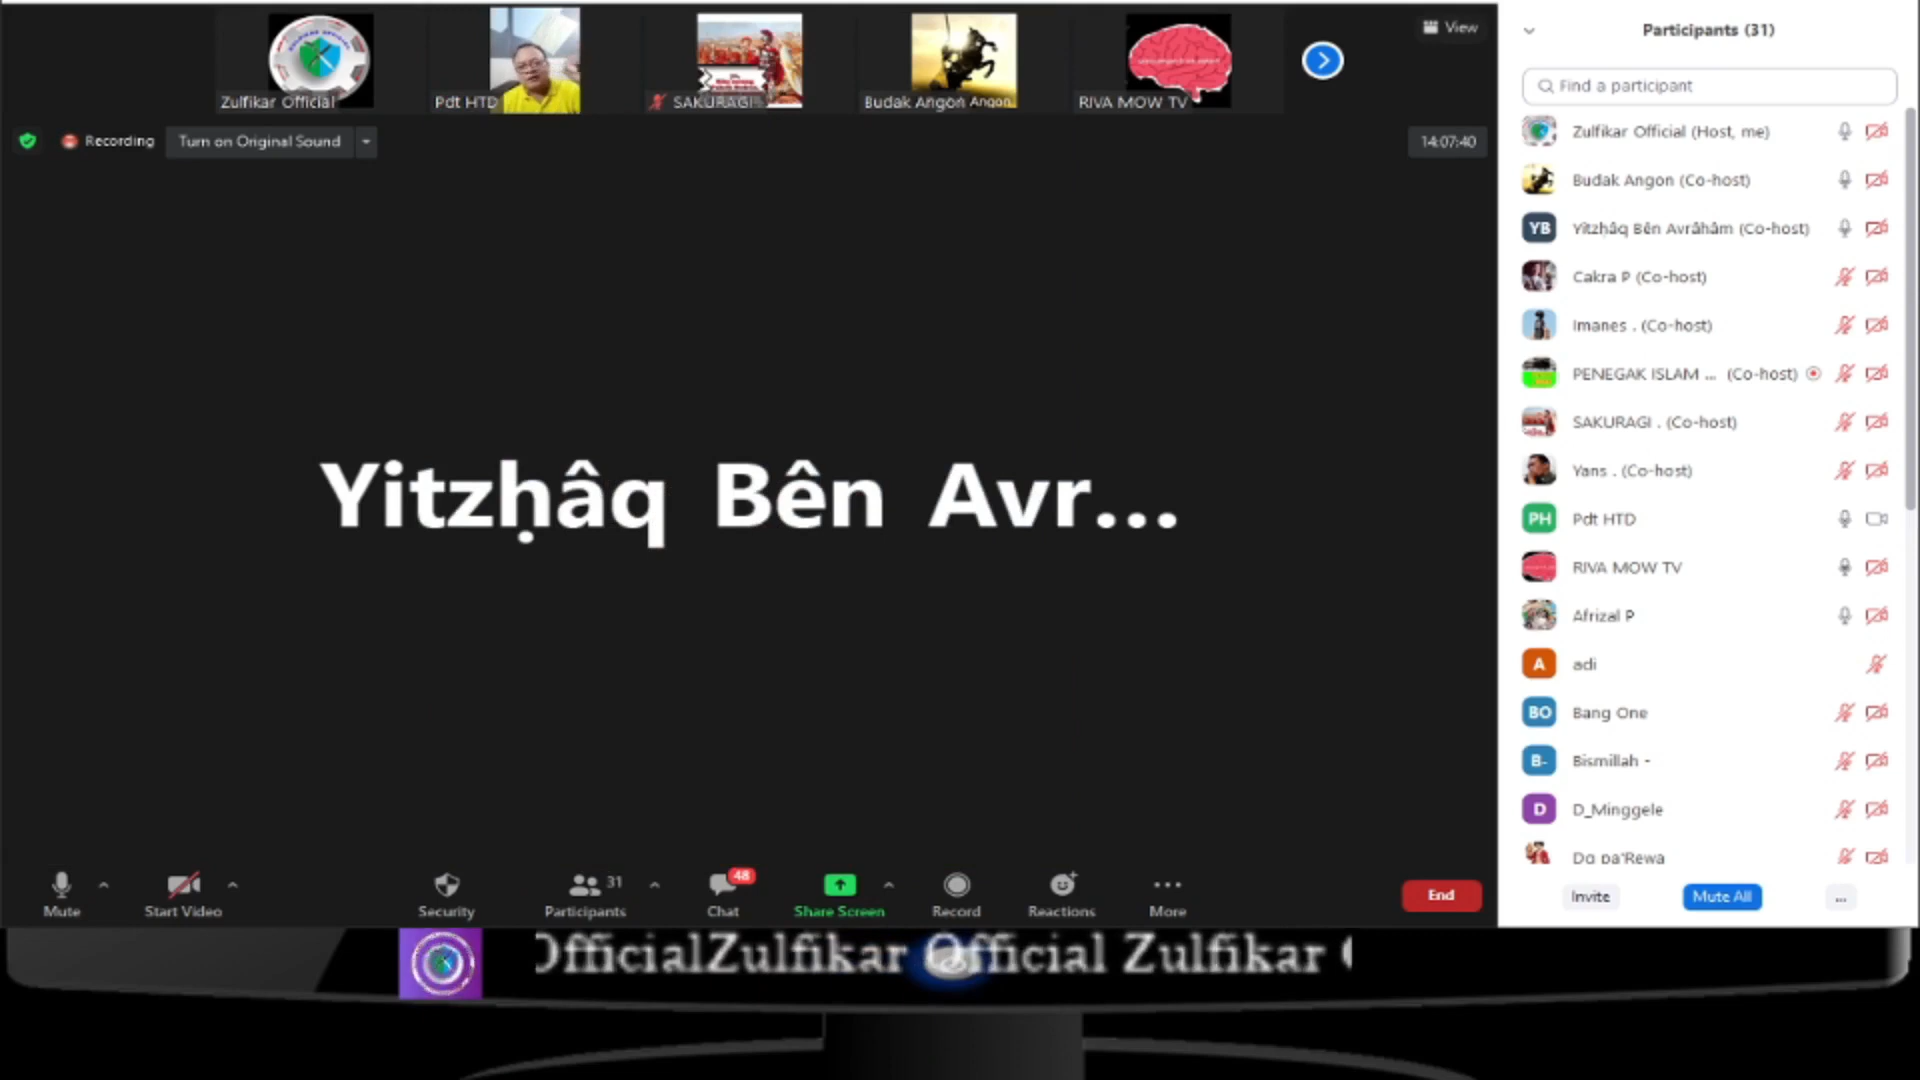 Zulfikar Official
Pdt HTD
SAKURAGI
Budak Angon Angon
RIVA MOW TV
View
Recording
Turn on Original Sound
14:07:40
Yitzḥâq Bên Avr...
Mute
Start Video
Security
31
Participants
48
Chat
Share Screen
Record
Reactions
More
End
Participants (31)
Find a participant
Zulfikar Official (Host, me)
Budak Angon (Co-host)
YB Yitzḥâq Bên Avrâhâm (Co-host)
Cakra P (Co-host)
Imanes . (Co-host)
PENEGAK ISLAM ... (Co-host)
SAKURAGI . (Co-host)
Yans . (Co-host)
PH Pdt HTD
RIVA MOW TV
Afrizal P
A adi
BO Bang One
B- Bismillah -
D D_Minggele
Do pa'Rewa
Invite
Mute All
...
OfficialZulfikar Official Zulfikar